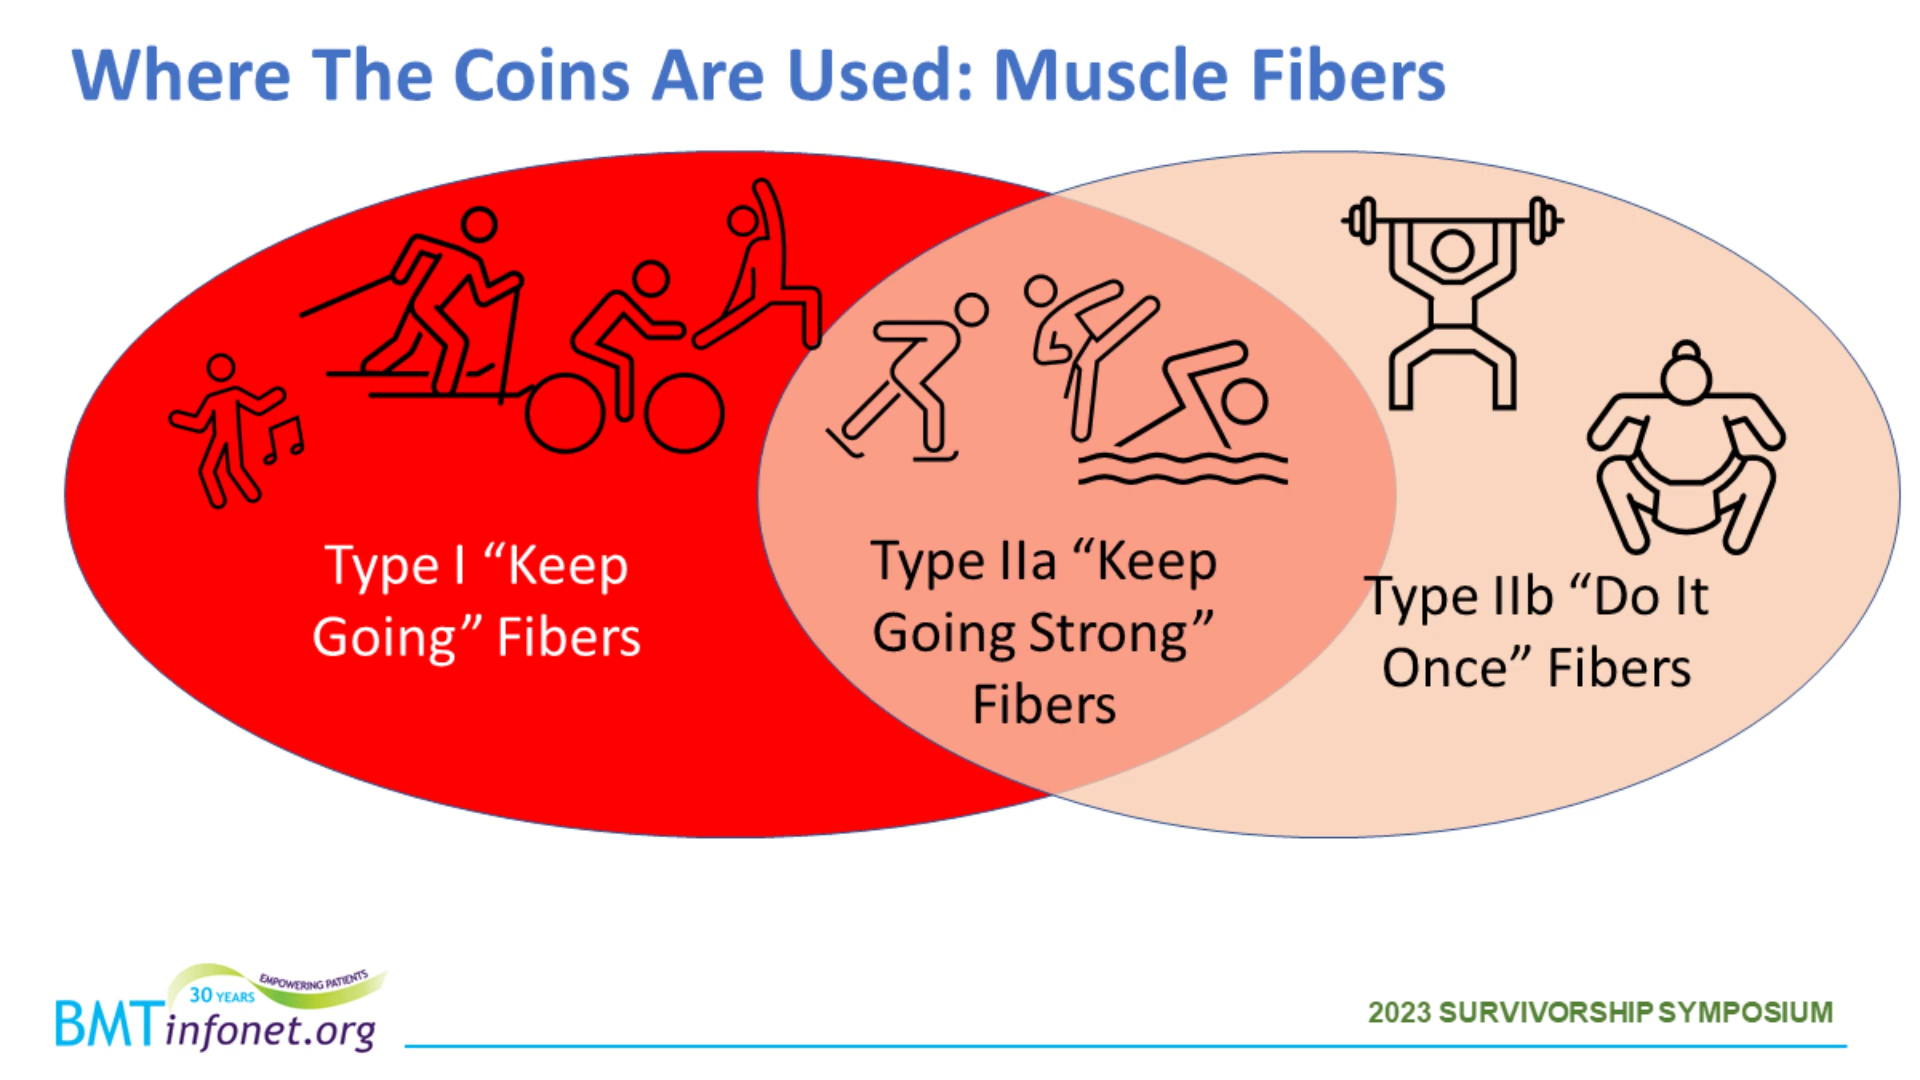 Where The Coins Are Used: Muscle Fibers
Type I “Keep
Going” Fibers
Type IIa “Keep
Going Strong”
Fibers
Type IIb “Do It
Once” Fibers
EMPOWERING PATIENTS
30 YEARS
BMTinfonet.org
2023 SURVIVORSHIP SYMPOSIUM